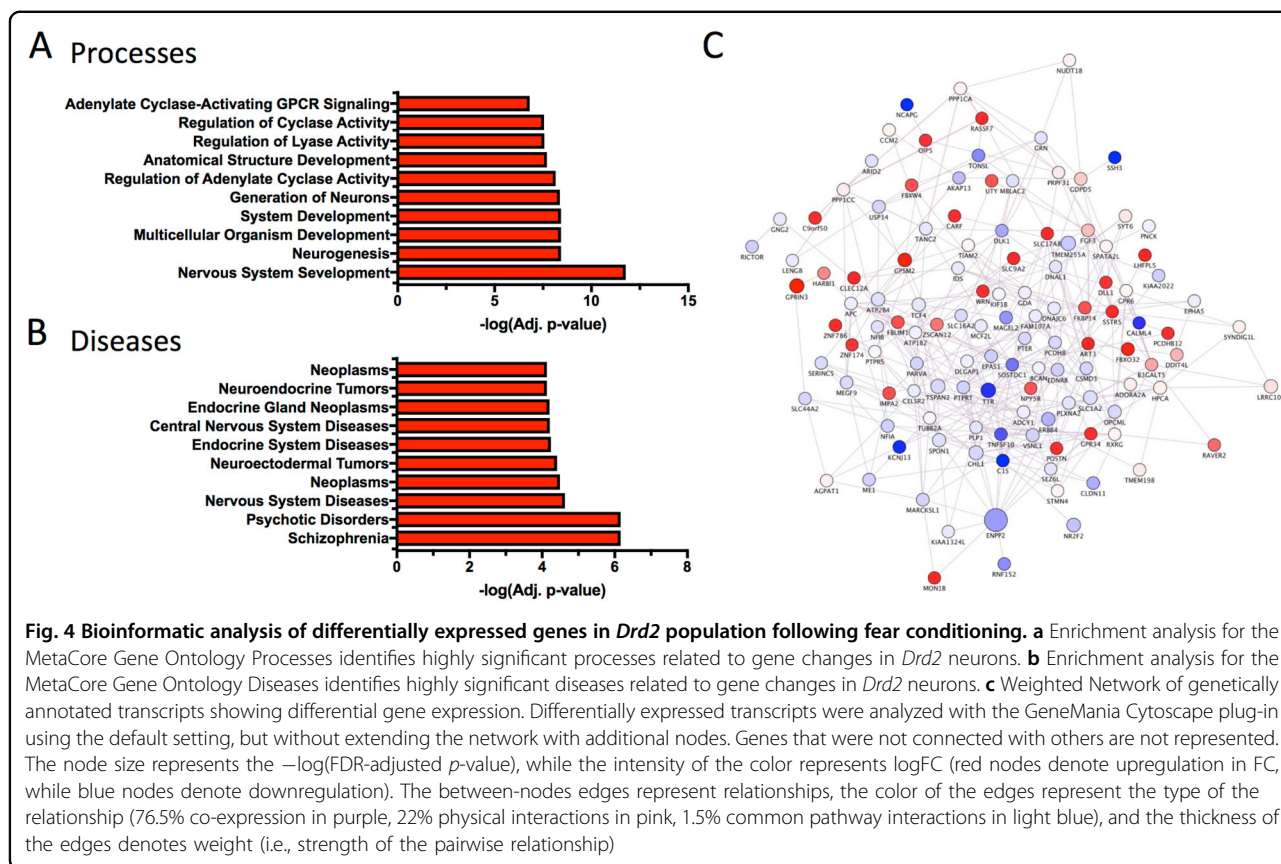 A Processes
Adenylate Cyclase-Activating GPCR Signaling
Regulation of Cyclase Activity
Regulation of Lyase Activity
Anatomical Structure Development
Regulation of Adenylate Cyclase Activity
Generation of Neurons
System Development
Multicellular Organism Development
Neurogenesis
Nervous System Sevelopment
0 5 10 15
-log(Adj. p-value)
B Diseases
Neoplasms
Neuroendocrine Tumors
Endocrine Gland Neoplasms
Central Nervous System Diseases
Endocrine System Diseases
Neuroectodermal Tumors
Neoplasms
Nervous System Diseases
Psychotic Disorders
Schizophrenia
0 2 4 6 8
-log(Adj. p-value)
C
NUDT18
PPP1CA
NCAPG
RASSF7
CCM2
OIP5
GRN
SSH3
ARID2
TONSL
PRPF31
GDPD5
AKAP13
UTY MBLAC2
PPP1CC
FBXW4
USP34
C9orf50
CARF
FGF3
SYT6
GNG2
TANC2
DLK1
SLC17A8
PNCK
RICTOR
TIAM2
TMEM255A
SPATA2L
LENG8
GPSM2
SLC9A2
DNAL1
LHFPL5
HARBI1
CLEC12A
IDS
KIAA2022
GPRIN3
WRN
GDA
DLL1
GPR6
APC
ATP2B4
KIF1B
EPHA5
TCF4
SLC16A2
MAGEL2
DNAJC6
FKBP14
SSTR5
ZNF786
NFIB
FBLIM1
ZSCAN12
MCF2L
FAM107A
CALML4
SYNDIG1L
ATP1B2
PCDHB12
ZNF174
PTPRS
PTER
PCDH8
ART3
FBXO32
DDIT4L
SERINC5
PARVA
DLGAP1
EPAS1
SOSTDC1
BCAN
EDNRB
CSMD3
B3GALT5
MEGF9
TSPAN2
PTPRT
TTR
NPY5R
ADORA2A
HPCA
LRRC10
SLC44A2
IMPA2
CELSR2
SLC1A2
PLXNA2
OPCML
TUBB2A
ADCY1
ERBB4
NFIA
PLP1
TNFSF10
VSNL1
GPR34
RXRG
RAVER2
KCNJ13
SPON1
CHL1
C1S
POSTN
SEZ6L
TMEM198
AGPAT1
ME1
CLDN11
STMN4
MARCKSL1
ENPP2
NR2F2
KIAA1324L
RNF152
MON1B
Fig. 4 Bioinformatic analysis of differentially expressed genes in Drd2 population following fear conditioning. a Enrichment analysis for the
MetaCore Gene Ontology Processes identifies highly significant processes related to gene changes in Drd2 neurons. b Enrichment analysis for the
MetaCore Gene Ontology Diseases identifies highly significant diseases related to gene changes in Drd2 neurons. c Weighted Network of genetically
annotated transcripts showing differential gene expression. Differentially expressed transcripts were analyzed with the GeneMania Cytoscape plug-in
using the default setting, but without extending the network with additional nodes. Genes that were not connected with others are not represented.
The node size represents the −log(FDR-adjusted p-value), while the intensity of the color represents logFC (red nodes denote upregulation in FC,
while blue nodes denote downregulation). The between-nodes edges represent relationships, the color of the edges represent the type of the
relationship (76.5% co-expression in purple, 22% physical interactions in pink, 1.5% common pathway interactions in light blue), and the thickness of
the edges denotes weight (i.e., strength of the pairwise relationship)